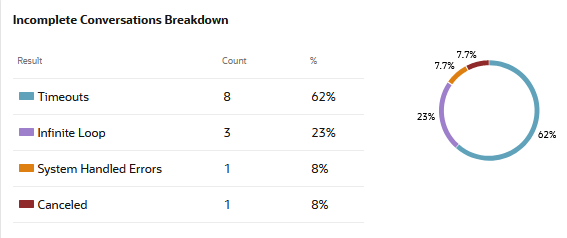 Incomplete Conversations Breakdown
Result Count %
Timeouts 8 62%
Infinite Loop 3 23%
System Handled Errors 1 8%
Canceled 1 8%
7.7%
7.7%
23%
62%